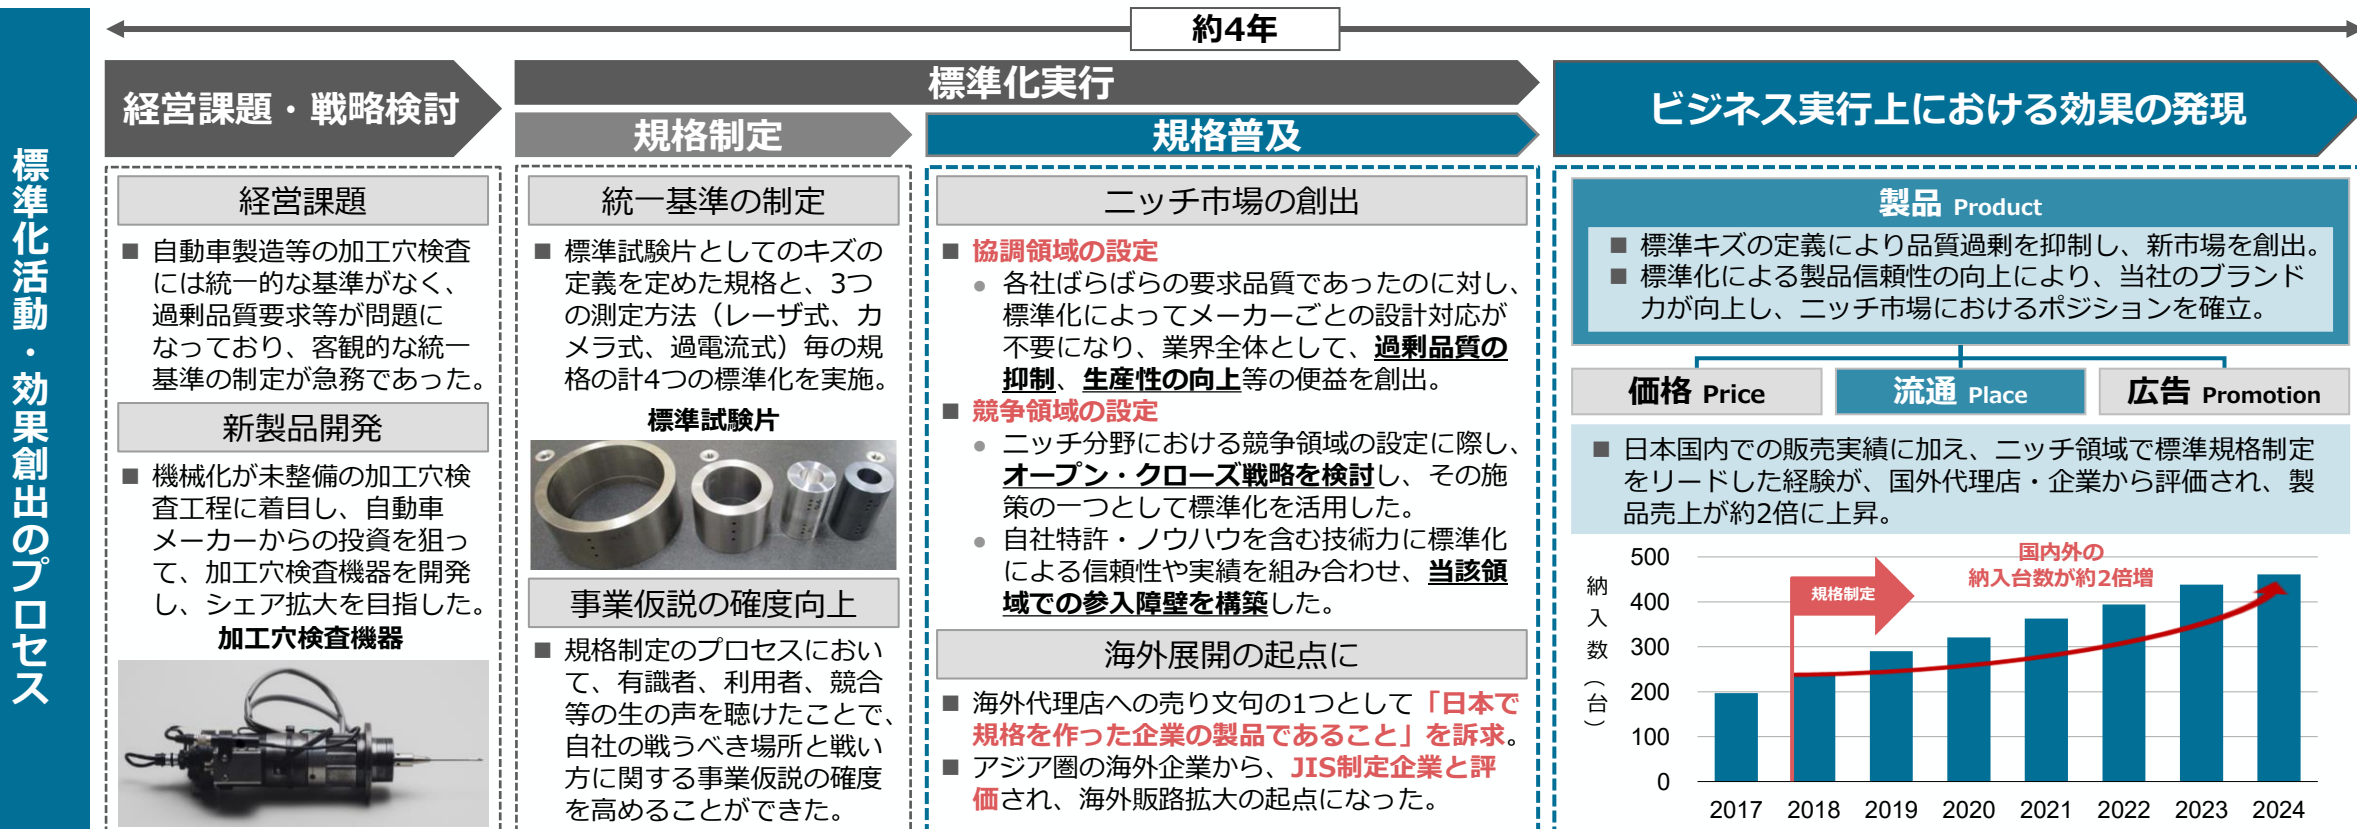 約4年
標準化活動・効果創出のプロセス
経営課題・戦略検討
標準化実行
規格制定
規格普及
ビジネス実行上における効果の発現
経営課題
■ 自動車製造等の加工穴検査
には統一的な基準がなく、
過剰品質要求等が問題に
なっており、客観的な統一
基準の制定が急務であった。
新製品開発
■ 機械化が未整備の加工穴検
査工程に着目し、自動車
メーカーからの投資を狙っ
て、加工穴検査機器を開発
し、シェア拡大を目指した。
加工穴検査機器
統一基準の制定
■ 標準試験片としてのキズの
定義を定めた規格と、3つ
の測定方法（レーザ式、カ
メラ式、過電流式）毎の規
格の計4つの標準化を実施。
標準試験片
事業仮説の確度向上
■ 規格制定のプロセスにおい
て、有識者、利用者、競合
等の生の声を聴けたことで、
自社の戦うべき場所と戦い
方に関する事業仮説の確度
を高めることができた。
ニッチ市場の創出
■ 協調領域の設定
● 各社ばらばらの要求品質であったのに対し、
標準化によってメーカーごとの設計対応が
不要になり、業界全体として、過剰品質の
抑制、生産性の向上等の便益を創出。
■ 競争領域の設定
● ニッチ分野における競争領域の設定に際し、
オープン・クローズ戦略を検討し、その施
策の一つとして標準化を活用した。
● 自社特許・ノウハウを含む技術力に標準化
による信頼性や実績を組み合わせ、当該領
域での参入障壁を構築した。
海外展開の起点に
■ 海外代理店への売り文句の1つとして「日本で
規格を作った企業の製品であること」を訴求。
■ アジア圏の海外企業から、JIS制定企業と評
価され、海外販路拡大の起点になった。
製品 Product
■ 標準キズの定義により品質過剰を抑制し、新市場を創出。
■ 標準化による製品信頼性の向上により、当社のブランド
力が向上し、ニッチ市場におけるポジションを確立。
価格 Price
流通 Place
広告 Promotion
■ 日本国内での販売実績に加え、ニッチ領域で標準規格制定
をリードした経験が、国外代理店・企業から評価され、製
品売上が約2倍に上昇。
納入数（台）
500
400
300
200
100
0
規格制定
国内外の
納入台数が約2倍増
2017 2018 2019 2020 2021 2022 2023 2024